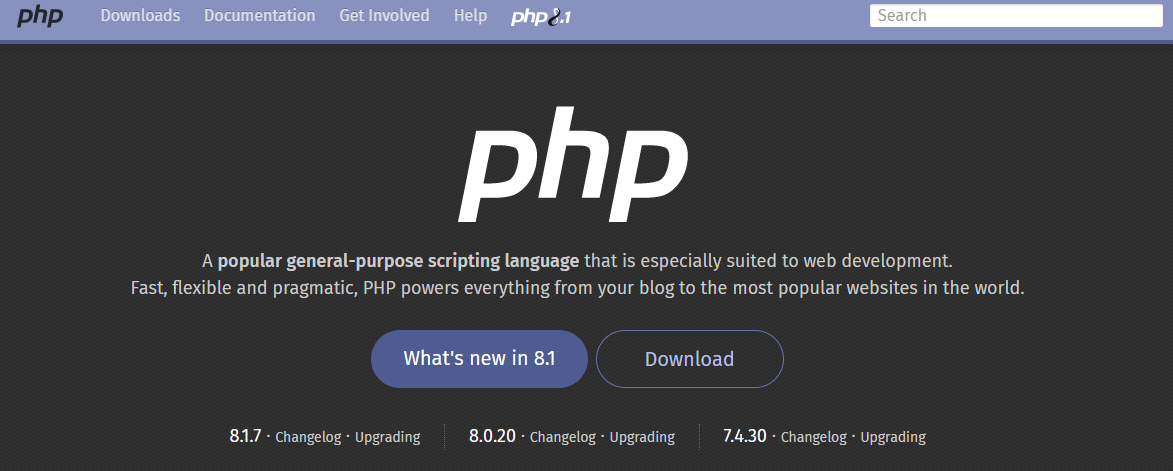 php Downloads Documentation Get Involved Help php8.1 Search
php
A popular general-purpose scripting language that is especially suited to web development.
Fast, flexible and pragmatic, PHP powers everything from your blog to the most popular websites in the world.
What's new in 8.1 Download
8.1.7 · Changelog · Upgrading 8.0.20 · Changelog · Upgrading 7.4.30 · Changelog · Upgrading